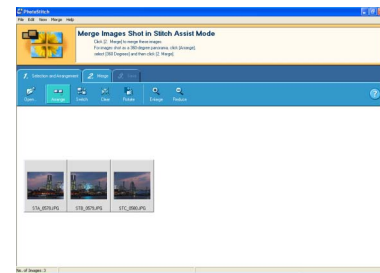 PhotoStitch
File Edit View Merge Help
Merge Images Shot in Stitch Assist Mode
Click [2. Merge] to merge these images.
For images shot as a 360-degree panorama, click [Arrange],
select [360 Degrees] and then click [2. Merge].
1. Selection and Arrangement 2. Merge 3. Save
Open... Arrange Switch Clear Rotate Enlarge Reduce
STA_8578.JPG STB_8579.JPG STC_8580.JPG
No. of Images: 3